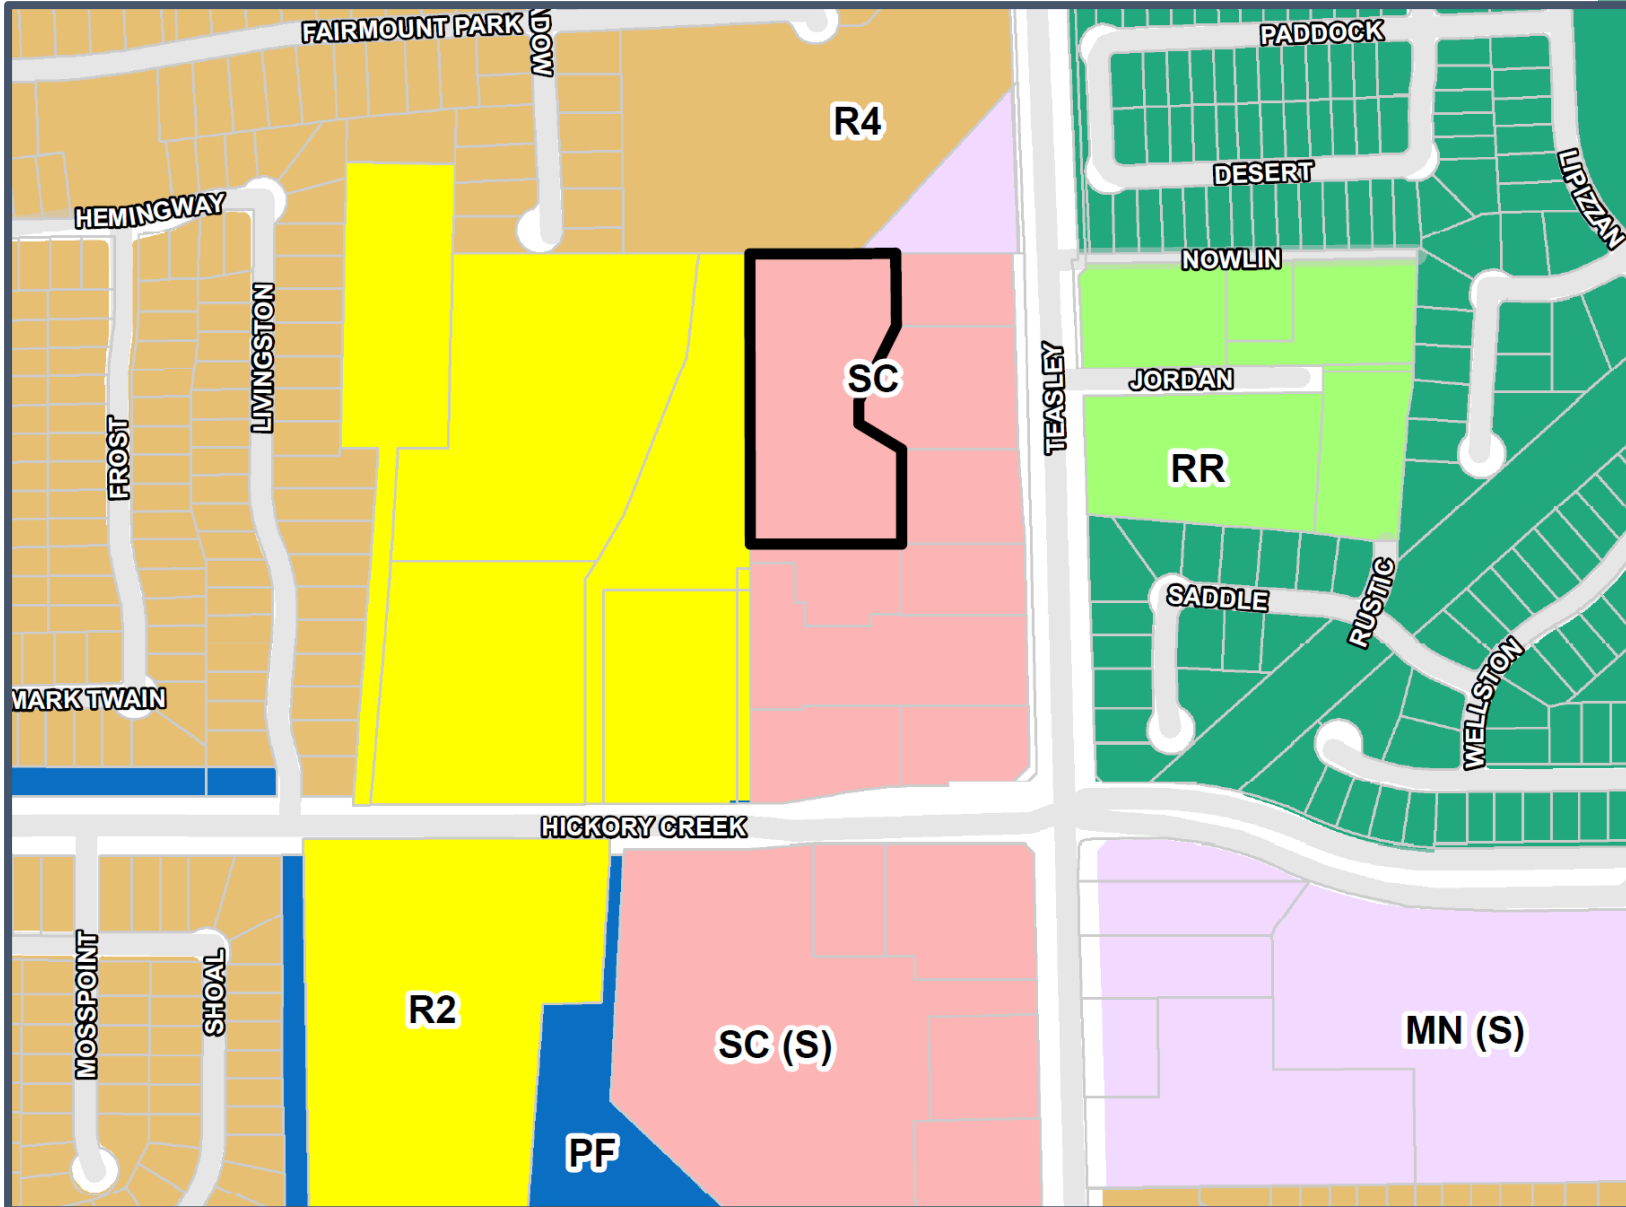 FAIRMOUNT PARK
PADDOCK
R4
DESERT
LIPIZZAN
HEMINGWAY
NOWLIN
LIVINGSTON
SC
JORDAN
TEASLEY
FROST
RR
SADDLE
RUSTIC
WELLSTON
MARK TWAIN
HICKORY CREEK
MOSSPOINT
SHOAL
R2
SC (S)
MN (S)
PF